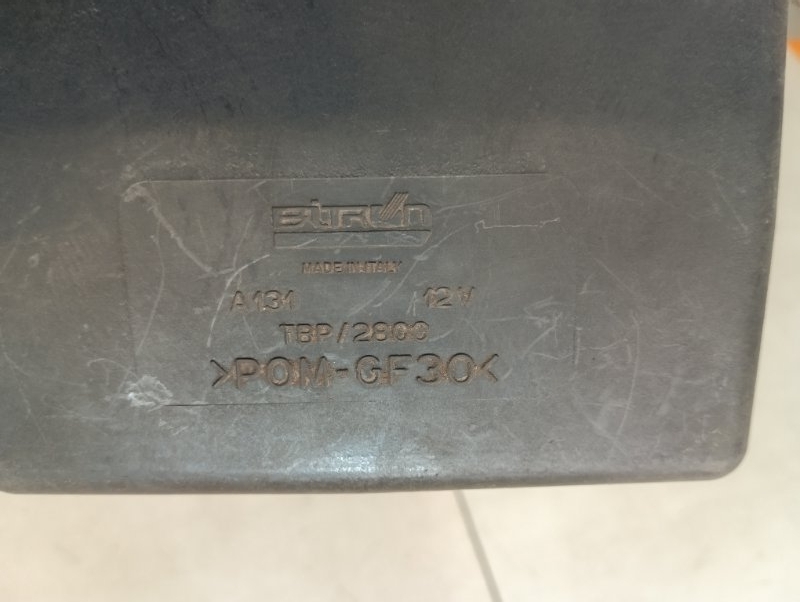 MADE IN ITALY
A131 12V
TBP/2800
>POM-GF30<